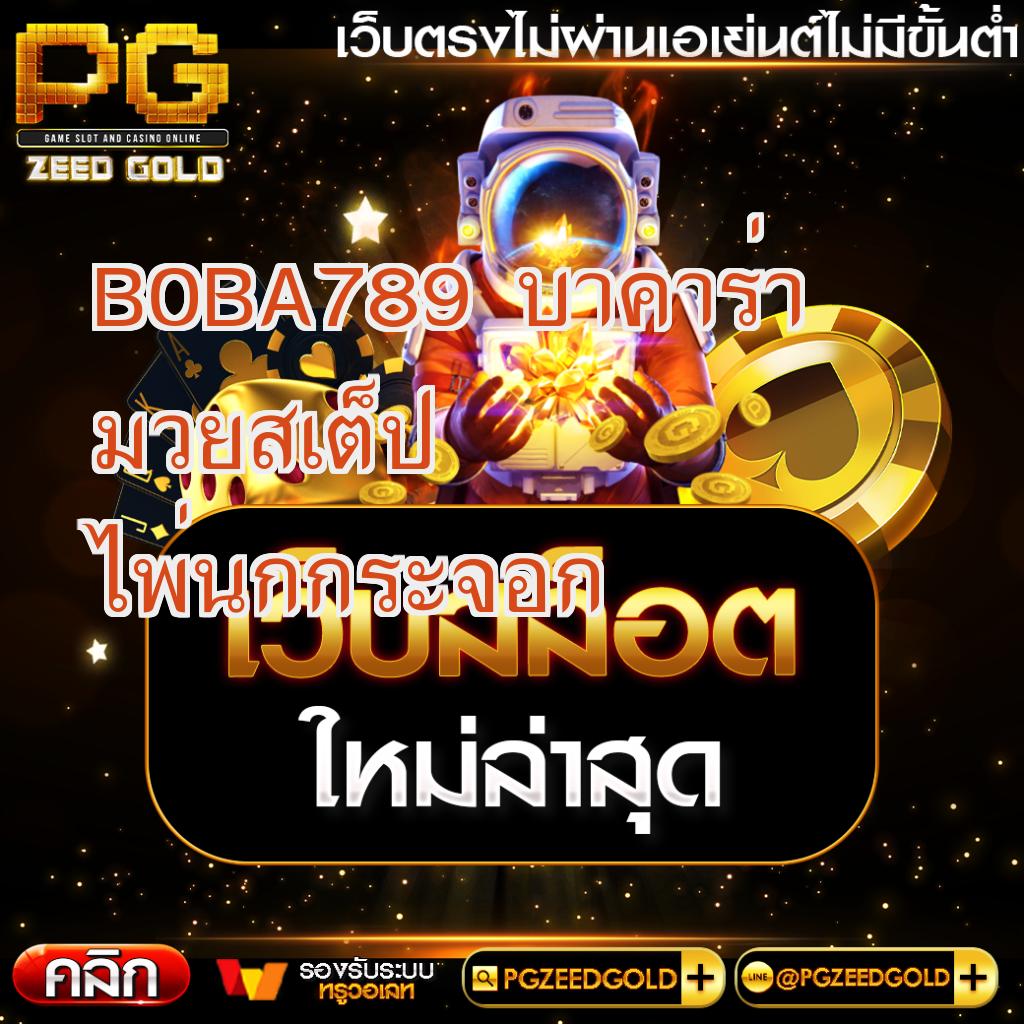 เว็บตรงไม่ผ่านเอเย่นต์ไม่มีขั้นต่ำ
PG
GAME SLOT AND CASINO ONLINE
ZEED GOLD
BOBA789 บาคาร่า
มวยสเต็ป
ไพ่นกกระจอก
เว็บสล็อต
ใหม่ล่าสุด
คลิก
รองรับระบบ
ทรูวอเลท
PGZEEDGOLD
LINE @PGZEEDGOLD